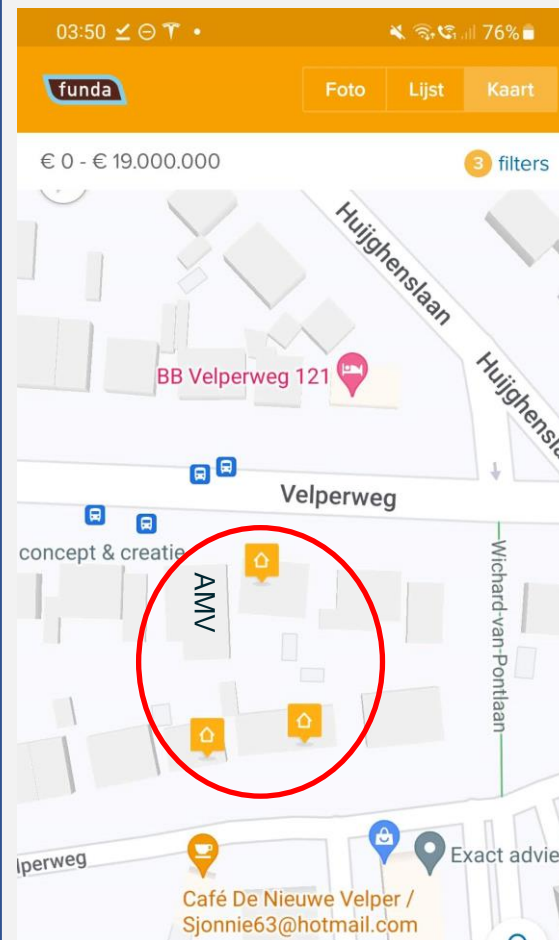 03:50
76%
funda
Foto
Lijst
Kaart
€ 0 - € 19.000.000
3 filters
Huijghenslaan
BB Velperweg 121
Huijghensl
Velperweg
concept & creatie
AMV
Wichard-van-Pontlaan
lperweg
Exact advie
Café De Nieuwe Velper /
Sjonnie63@hotmail.com